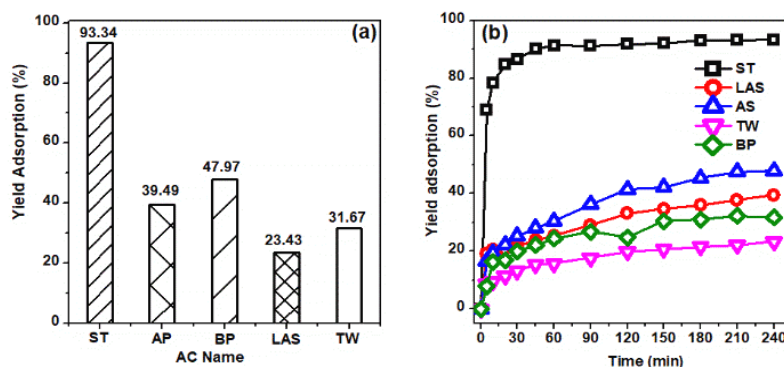 (a)
Yield Adsorption (%)
100
80
60
40
20
0
93.34
39.49
47.97
23.43
31.67
ST AP BP LAS TW
AC Name
(b)
Yield adsorption (%)
100
80
60
40
20
0
ST
LAS
AS
TW
BP
0 30 60 90 120 150 180 210 240
Time (min)